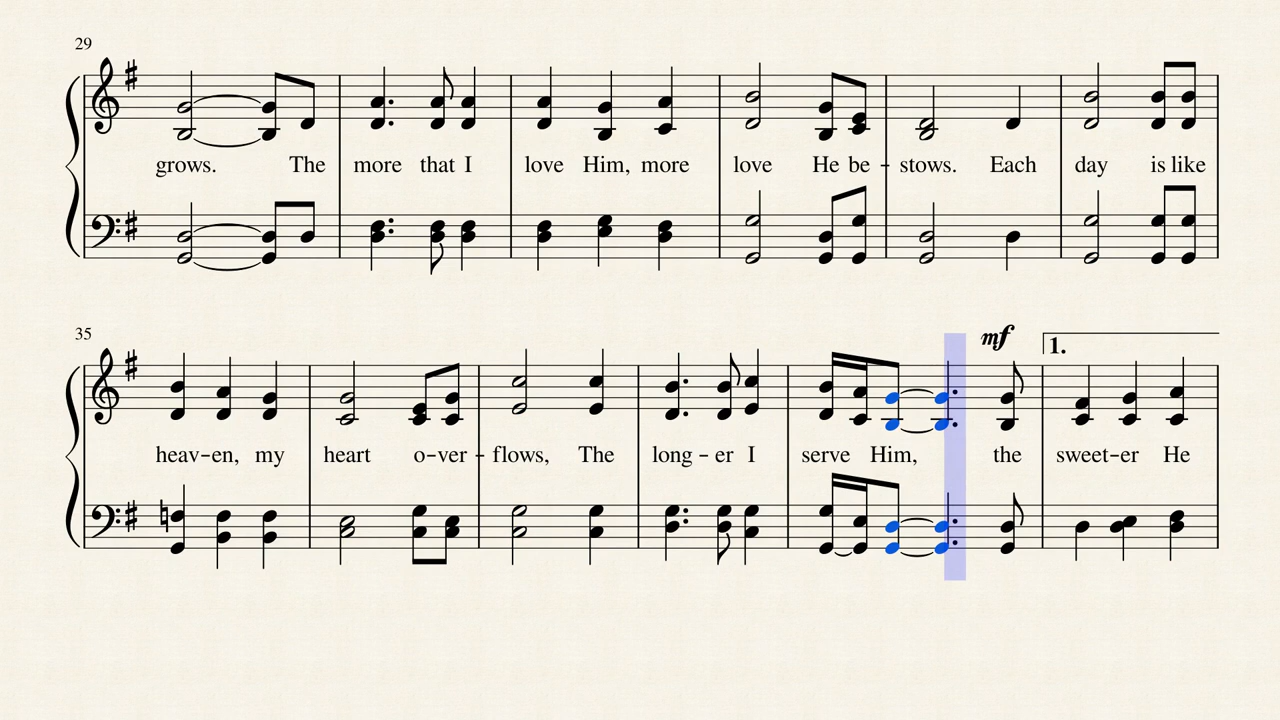 29
grows. The more that I love Him, more love He be - stows. Each day is like
35
mf
1.
heav-en, my heart o-ver - flows, The long - er I serve Him, the sweet-er He